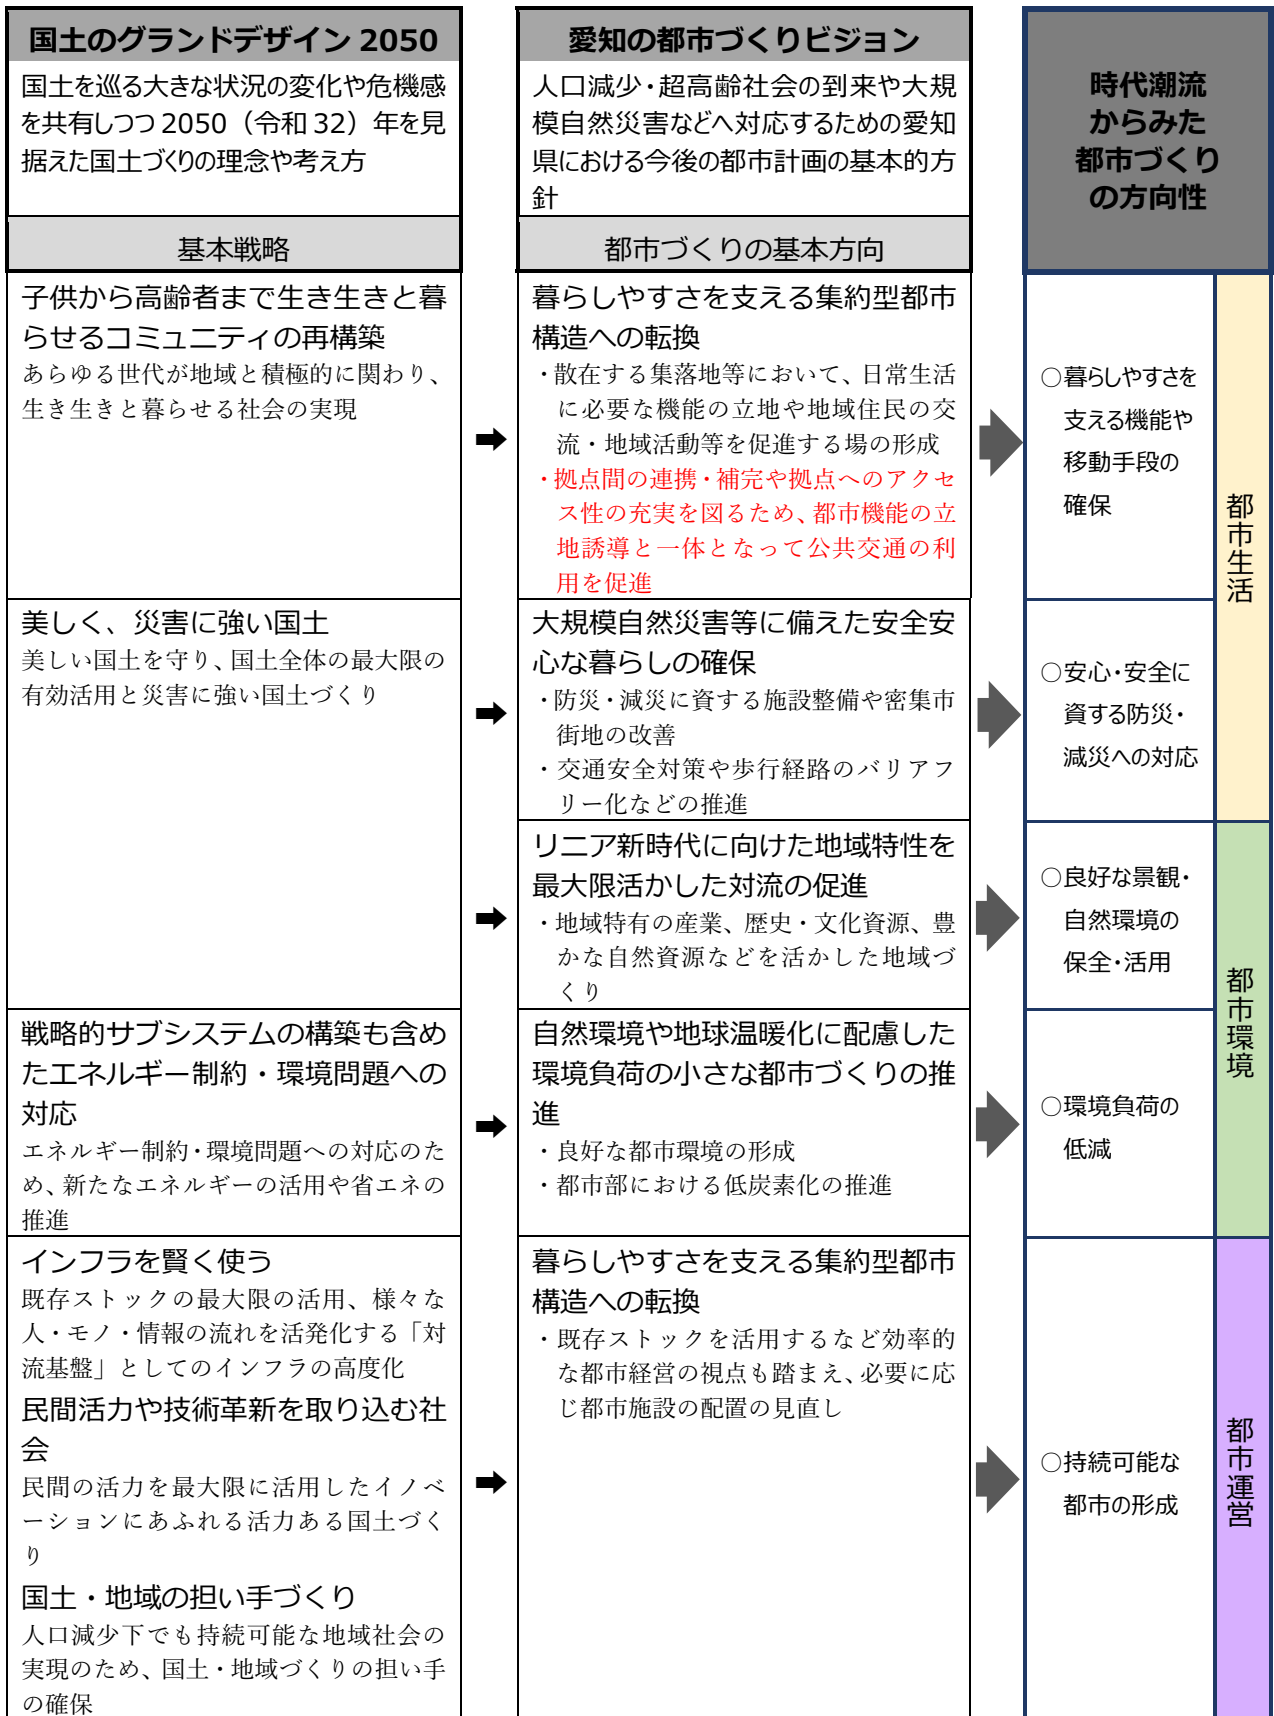 国土のグランドデザイン 2050
国土を巡る大きな状況の変化や危機感
を共有しつつ 2050（令和 32）年を見
据えた国土づくりの理念や考え方
基本戦略
愛知の都市づくりビジョン
人口減少・超高齢社会の到来や大規
模自然災害などへ対応するための愛知
県における今後の都市計画の基本的方
針
都市づくりの基本方向
時代潮流
からみた
都市づくり
の方向性
子供から高齢者まで生き生きと暮
らせるコミュニティの再構築
あらゆる世代が地域と積極的に関わり、
生き生きと暮らせる社会の実現
暮らしやすさを支える集約型都市
構造への転換
・散在する集落地等において、日常生活
に必要な機能の立地や地域住民の交
流・地域活動等を促進する場の形成
・拠点間の連携・補完や拠点へのアクセ
ス性の充実を図るため、都市機能の立
地誘導と一体となって公共交通の利
用を促進
○暮らしやすさを
支える機能や
移動手段の
確保
都市生活
美しく、災害に強い国土
美しい国土を守り、国土全体の最大限の
有効活用と災害に強い国土づくり
大規模自然災害等に備えた安全安
心な暮らしの確保
・防災・減災に資する施設整備や密集市
街地の改善
・交通安全対策や歩行経路のバリアフ
リー化などの推進
○安心・安全に
資する防災・
減災への対応
リニア新時代に向けた地域特性を
最大限活かした対流の促進
・地域特有の産業、歴史・文化資源、豊
かな自然資源などを活かした地域づ
くり
○良好な景観・
自然環境の
保全・活用
都市環境
戦略的サブシステムの構築も含め
たエネルギー制約・環境問題への
対応
エネルギー制約・環境問題への対応のた
め、新たなエネルギーの活用や省エネの
推進
自然環境や地球温暖化に配慮した
環境負荷の小さな都市づくりの推
進
・良好な都市環境の形成
・都市部における低炭素化の推進
○環境負荷の
低減
インフラを賢く使う
既存ストックの最大限の活用、様々な
人・モノ・情報の流れを活発化する「対
流基盤」としてのインフラの高度化
民間活力や技術革新を取り込む社
会
民間の活力を最大限に活用したイノベ
ーションにあふれる活力ある国土づく
り
国土・地域の担い手づくり
人口減少下でも持続可能な地域社会の
実現のため、国土・地域づくりの担い手
の確保
暮らしやすさを支える集約型都市
構造への転換
・既存ストックを活用するなど効率的
な都市経営の視点も踏まえ、必要に応
じ都市施設の配置の見直し
○持続可能な
都市の形成
都市運営